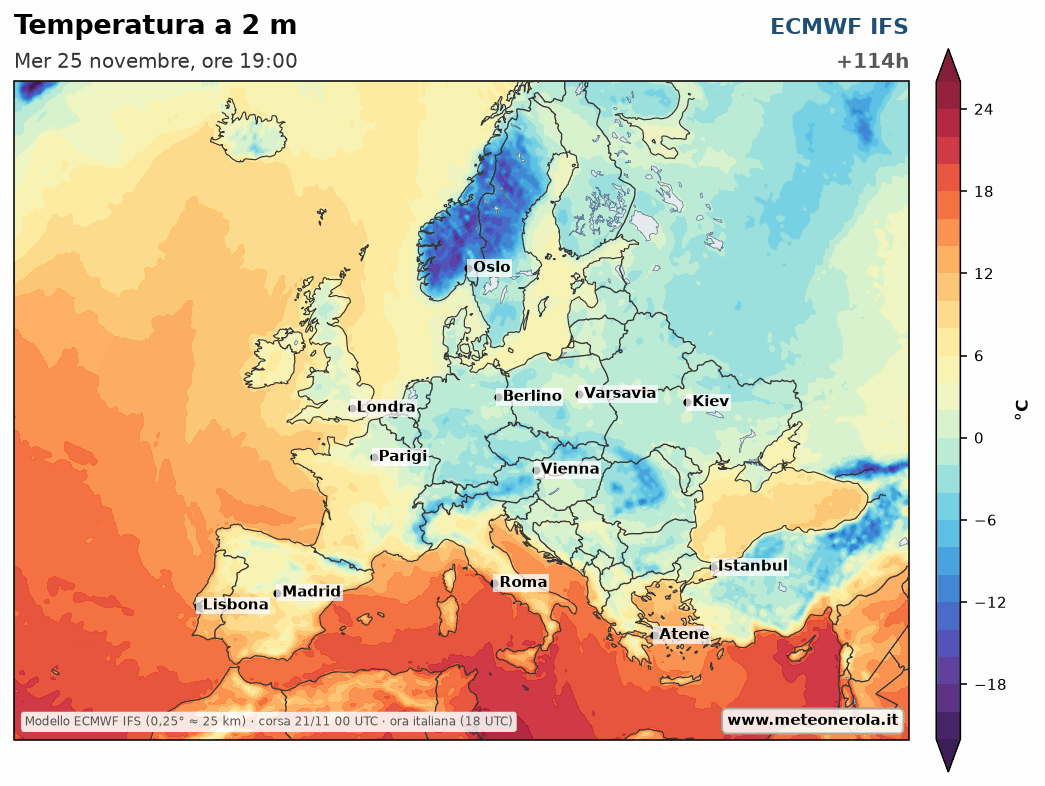 Temperatura a 2 m
ECMWF IFS
Mer 25 novembre, ore 19:00
+114h
24
18
12
6
0
−6
−12
−18
°C
Oslo
Londra
Berlino
Varsavia
Kiev
Parigi
Vienna
Istanbul
Roma
Madrid
Lisbona
Atene
Modello ECMWF IFS (0,25° ≈ 25 km) · corsa 21/11 00 UTC · ora italiana (18 UTC)
www.meteonerola.it